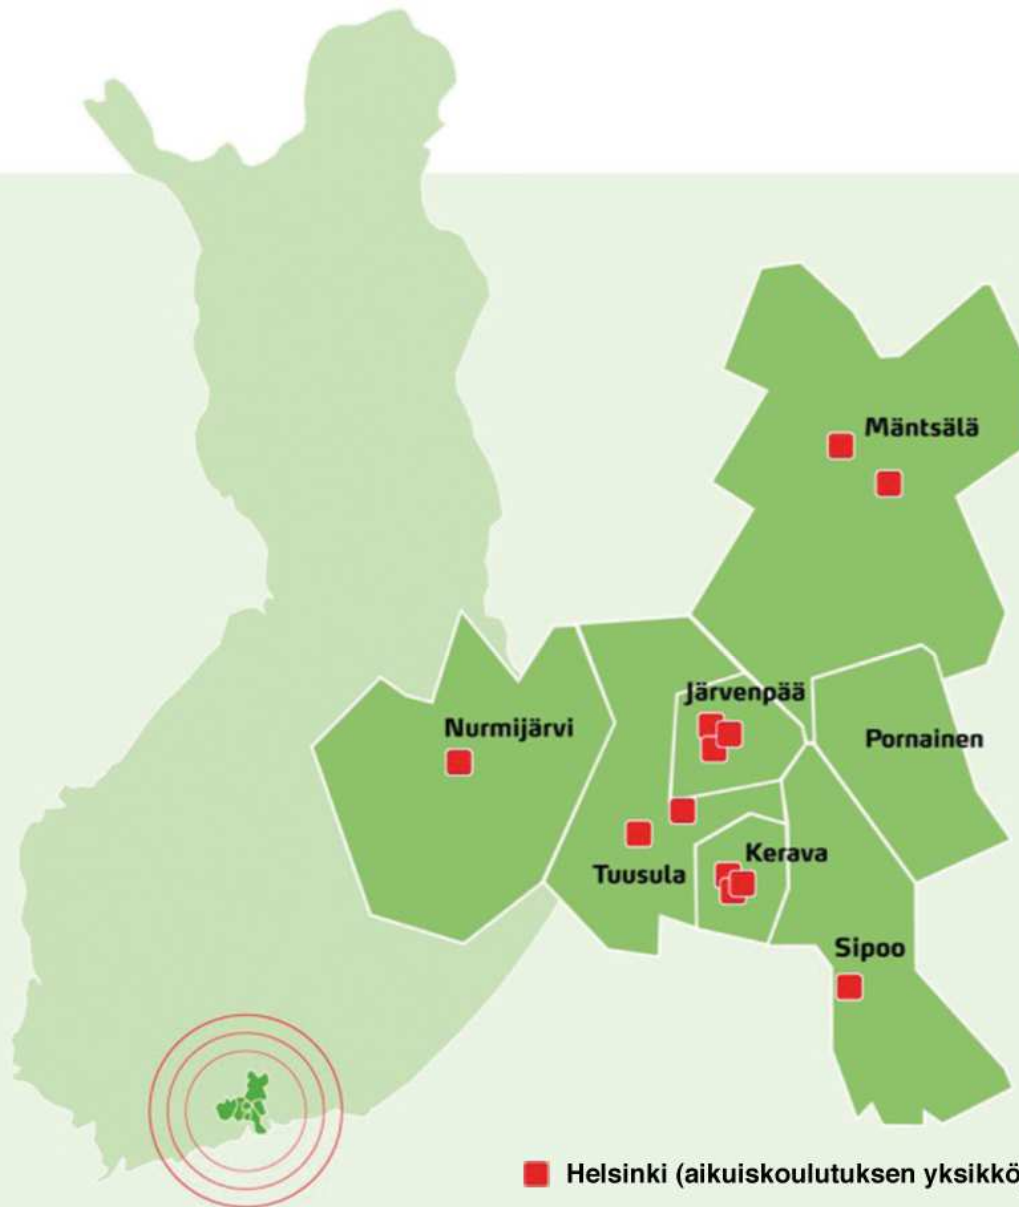 Mäntsälä
Järvenpää
Nurmijärvi
Pornainen
Kerava
Tuusula
Sipoo
Helsinki (aikuiskoulutuksen yksikkö